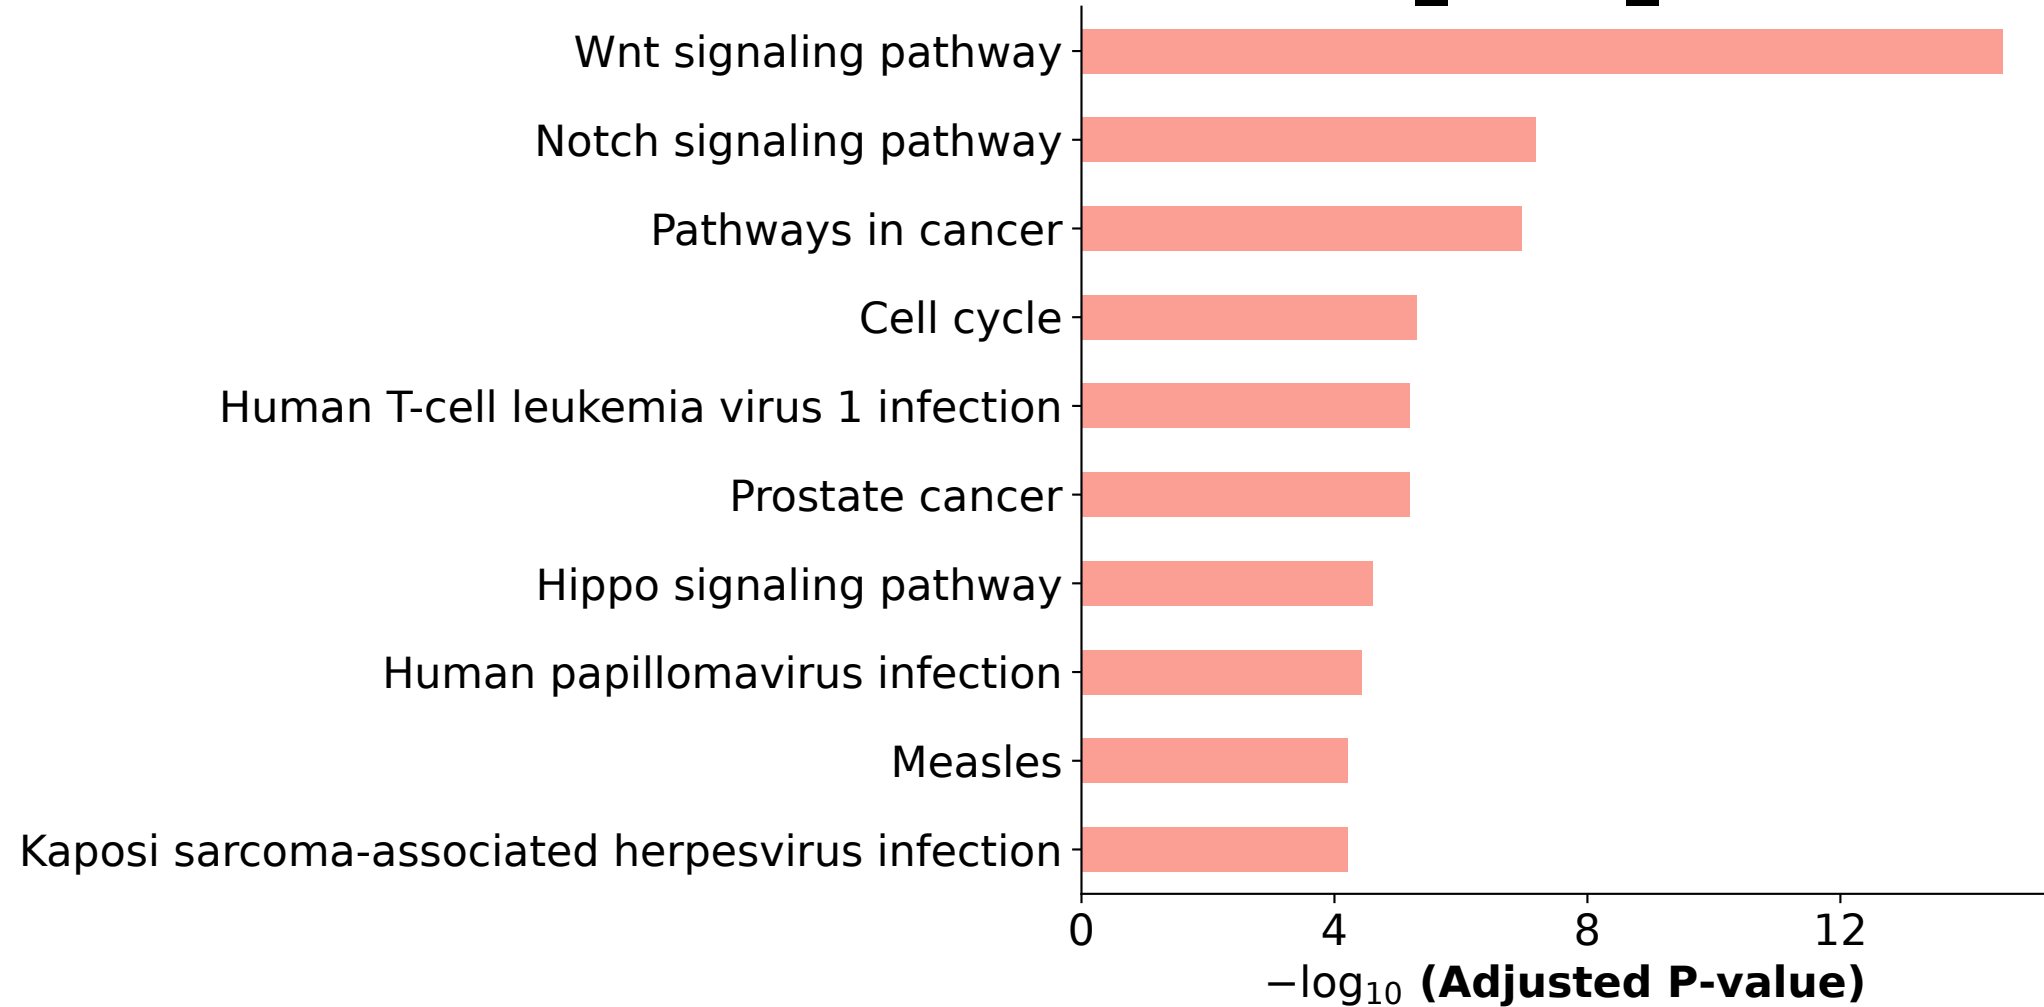 Wnt signaling pathway
Notch signaling pathway
Pathways in cancer
Cell cycle
Human T-cell leukemia virus 1 infection
Prostate cancer
Hippo signaling pathway
Human papillomavirus infection
Measles
Kaposi sarcoma-associated herpesvirus infection
0 4 8 12
−log₁₀ (Adjusted P-value)